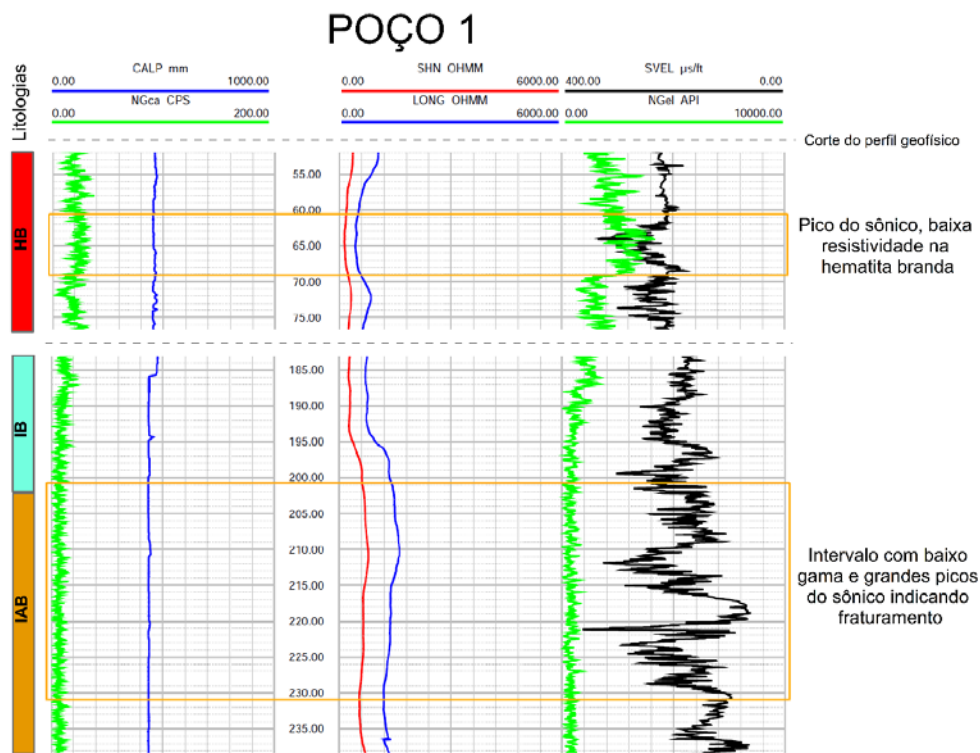 POÇO 1
Litologias
CALP mm
0.00 1000.00
NGca CPS
0.00 200.00
SHN OHMM
0.00 6000.00
LONG OHMM
0.00 6000.00
SVEL µs/ft
400.00 0.00
NGel API
0.00 10000.00
Corte do perfil geofísico
HB
55.00
60.00
65.00
70.00
75.00
Pico do sônico, baixa
resistividade na
hematita branda
IB
IAB
185.00
190.00
195.00
200.00
205.00
210.00
215.00
220.00
225.00
230.00
235.00
Intervalo com baixo
gama e grandes picos
do sônico indicando
fraturamento